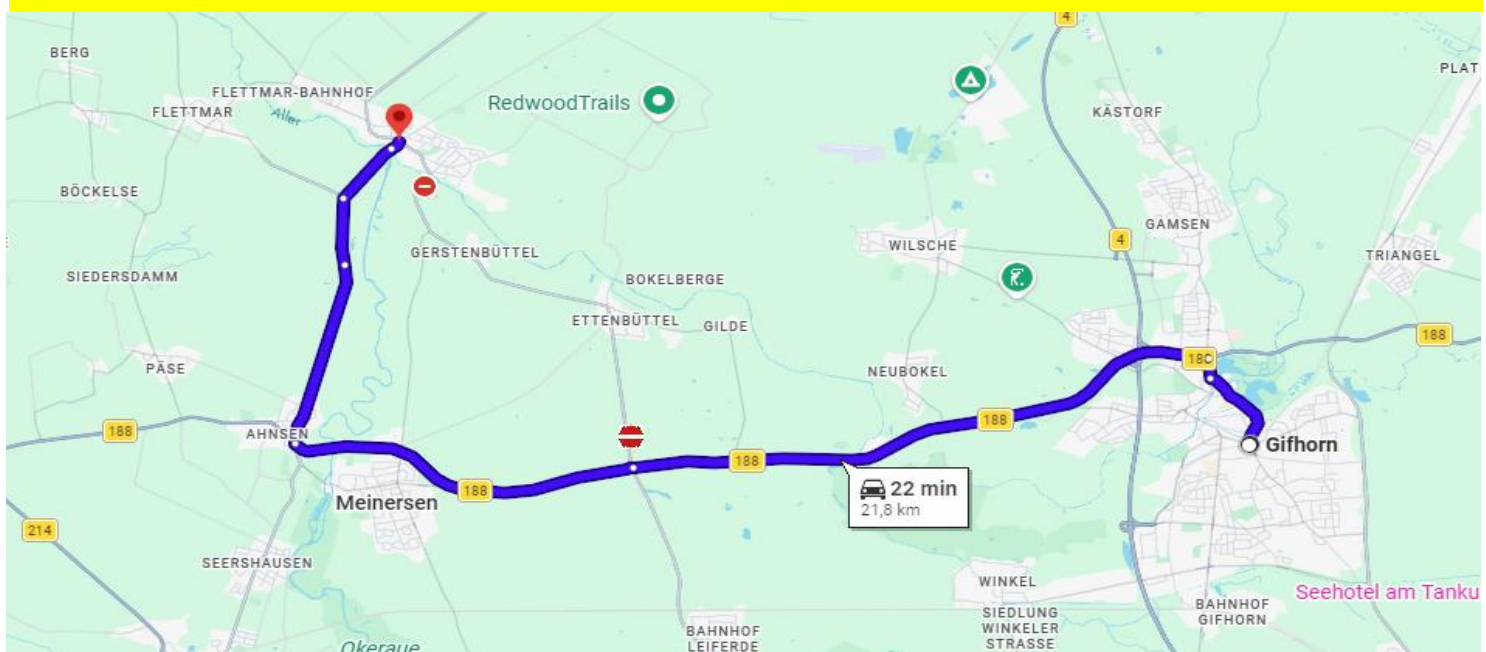 4
BERG
PLAT
FLETTMAR-BAHNHOF
RedwoodTrails
FLETTMAR
Aller
KÄSTORF
BÖCKELSE
GAMSEN
4
WILSCHE
GERSTENBÜTTEL
TRIANGEL
SIEDERSDAMM
BOKELBERGE
ETTENBÜTTEL
GILDE
188
PÄSE
NEUBOKEL
188
188
AHNSEN
Gifhorn
188
188
22 min
21,8 km
Meinersen
214
SEERSHAUSEN
WINKEL
Seehotel am Tanku
SIEDLUNG
WINKELER
STRASSE
BAHNHOF
GIFHORN
BAHNHOF
LEIFERDE
Okeraue